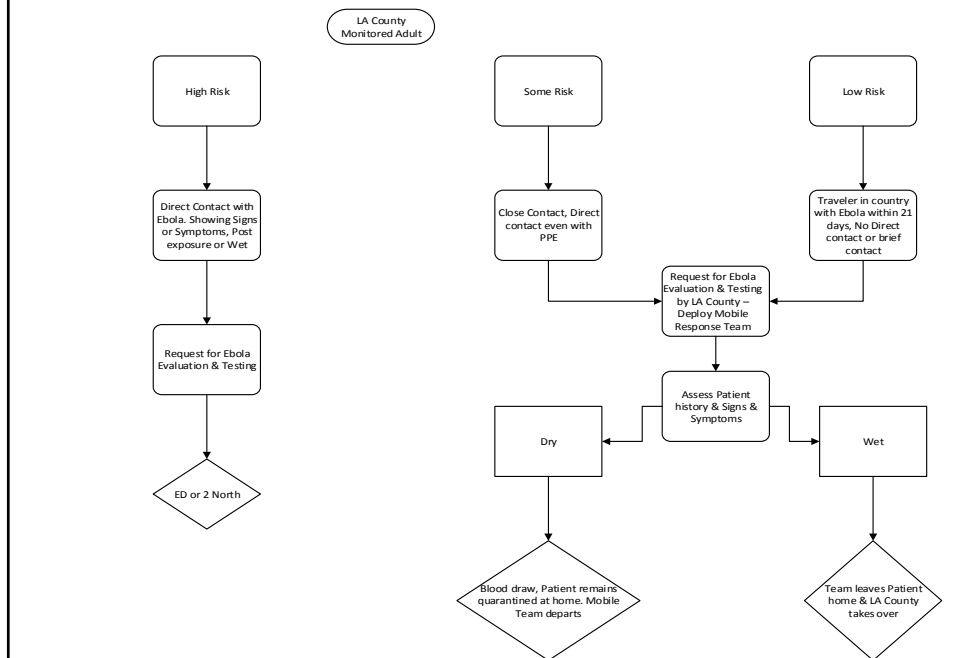 LA County
Monitored Adult
High Risk
Some Risk
Low Risk
Direct Contact with
Ebola. Showing Signs
or Symptoms, Post
exposure or Wet
Close Contact, Direct
contact even with
PPE
Traveler in country
with Ebola within 21
days, No Direct
contact or brief
contact
Request for Ebola
Evaluation & Testing
by LA County –
Deploy Mobile
Response Team
Request for Ebola
Evaluation & Testing
Assess Patient
history & Signs &
Symptoms
Dry
Wet
ED or 2 North
Blood draw, Patient remains
quarantined at home. Mobile
Team departs
Team leaves Patient
home & LA County
takes over